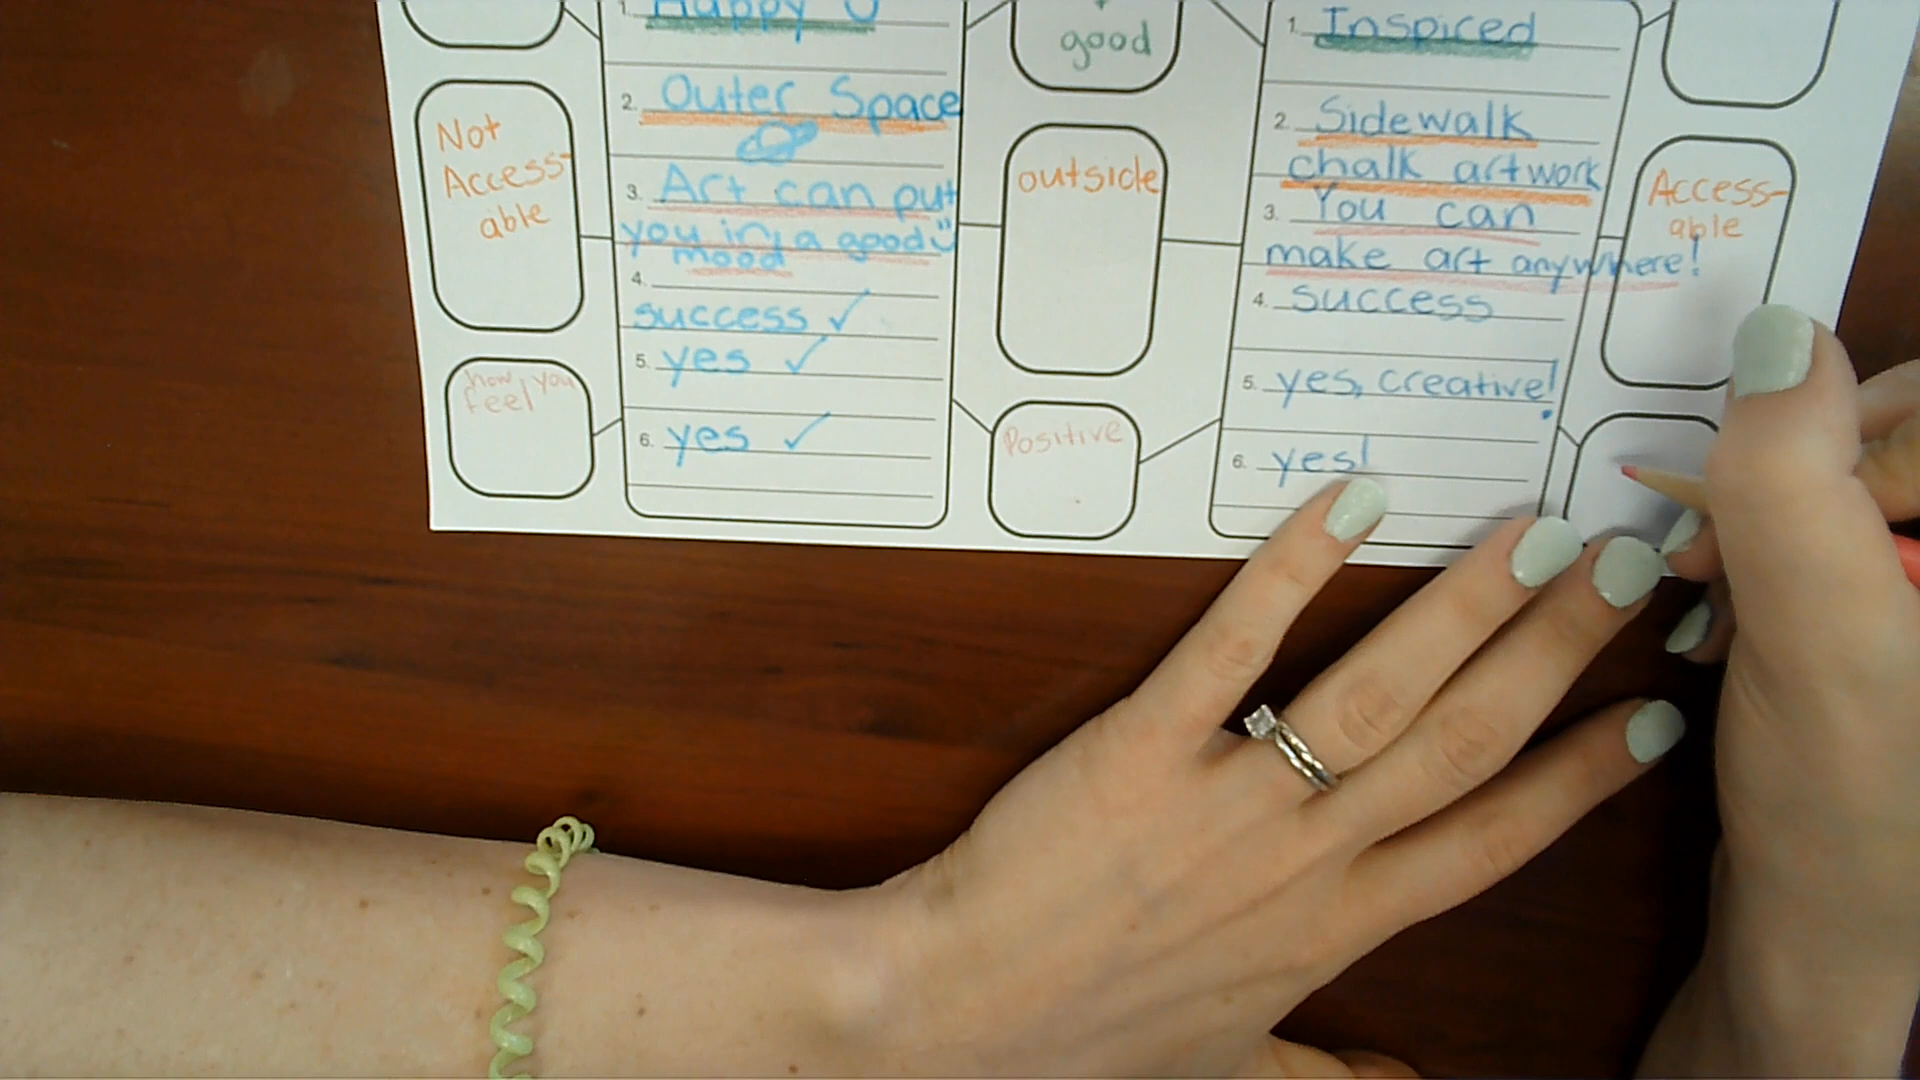 1. Happy
2. Outer Space
3. Art can put
you in a good
mood
4.
success ✓
5. yes ✓
6. yes ✓
Not
Access-
able
how you
feel
good
outside
Positive
1. Inspired
2. Sidewalk
chalk artwork
3. You can
make art anywhere!
4. success
5. yes, creative!
6. yes!
Access-
able